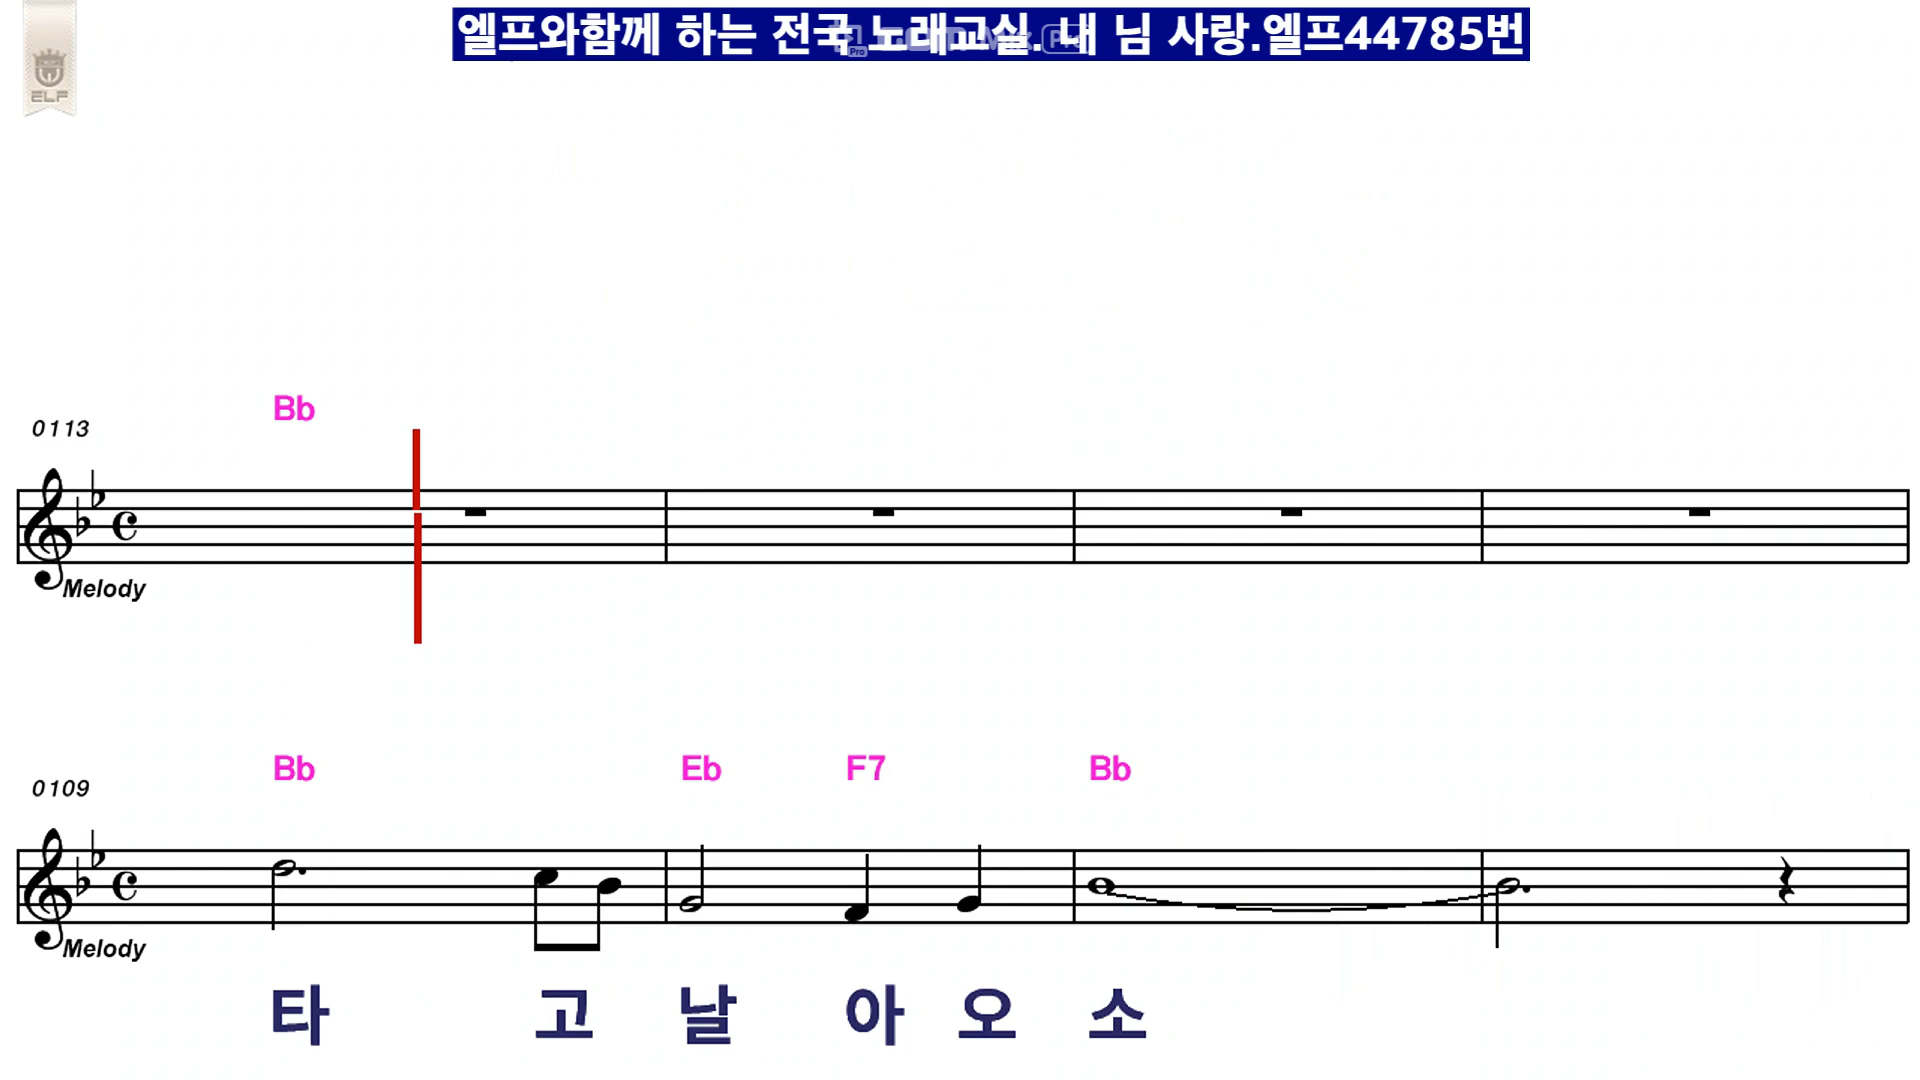 엘프와함께 하는 전국 노래교실. 내 님 사랑.엘프44785번
ELF
Bb
0113
Melody
Bb Eb F7 Bb
0109
Melody
타 고 날 아 오 소